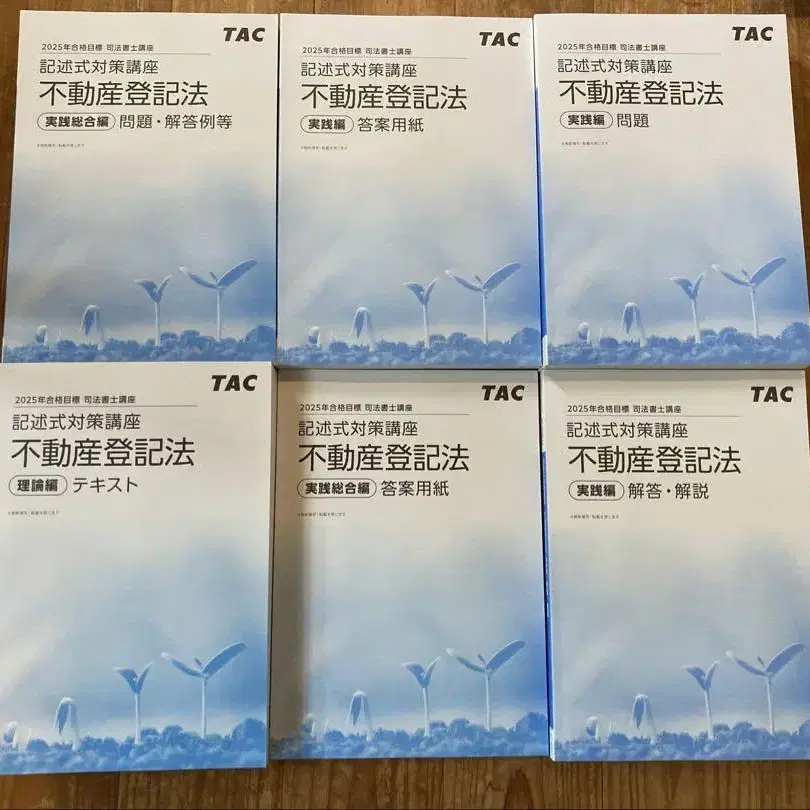 TAC
2025年合格目標 司法書士講座
記述式対策講座
不動産登記法
実践総合編 問題・解答例等
TAC
2025年合格目標 司法書士講座
記述式対策講座
不動産登記法
実践編 答案用紙
TAC
2025年合格目標 司法書士講座
記述式対策講座
不動産登記法
実践編 問題
TAC
2025年合格目標 司法書士講座
記述式対策講座
不動産登記法
理論編 テキスト
TAC
2025年合格目標 司法書士講座
記述式対策講座
不動産登記法
実践総合編 答案用紙
TAC
2025年合格目標 司法書士講座
記述式対策講座
不動産登記法
実践編 解答・解説